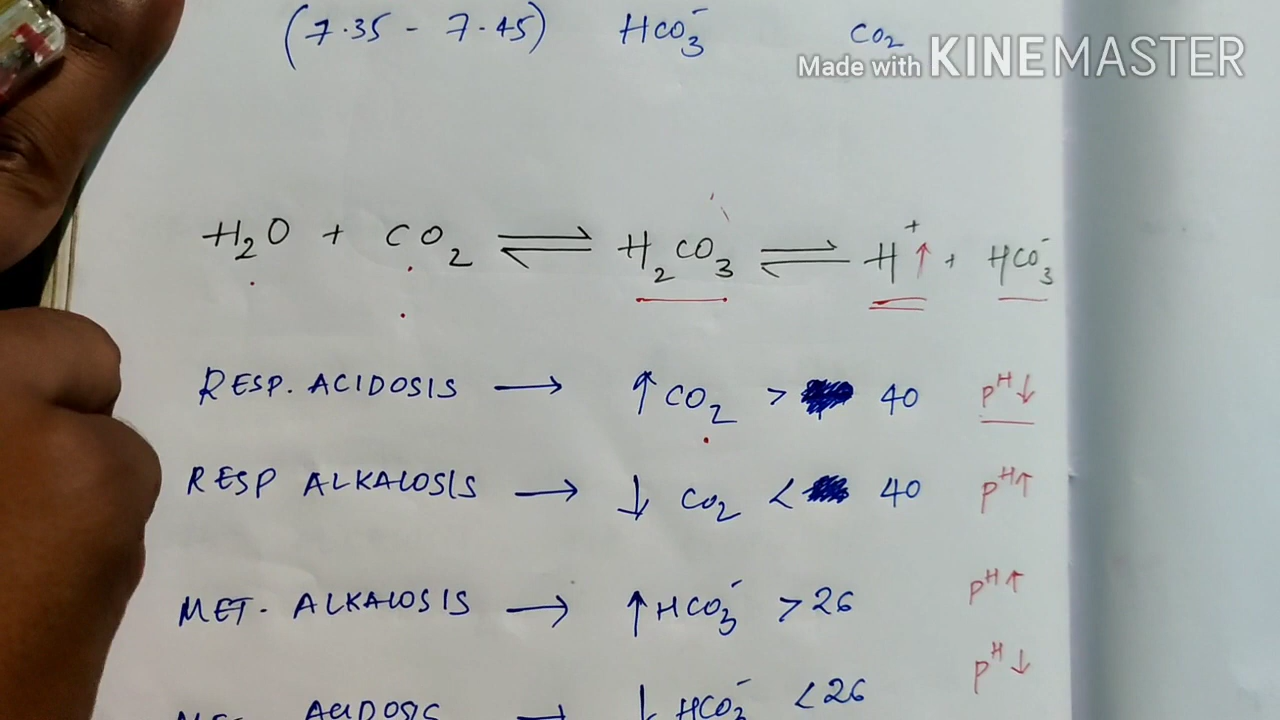 (7.35 - 7.45) HCO₃⁻ CO₂
Made with KINEMASTER
H₂O + CO₂ ⇌ H₂CO₃ ⇌ H⁺ ↑ + HCO₃⁻
RESP. ACIDOSIS → ↑ CO₂ > 40 pH↓
RESP ALKALOSIS → ↓ CO₂ < 40 pH↑
MET. ALKALOSIS → ↑ HCO₃⁻ > 26 pH↑
ACIDOSIS → ↓ HCO₃⁻ < 26 pH↓